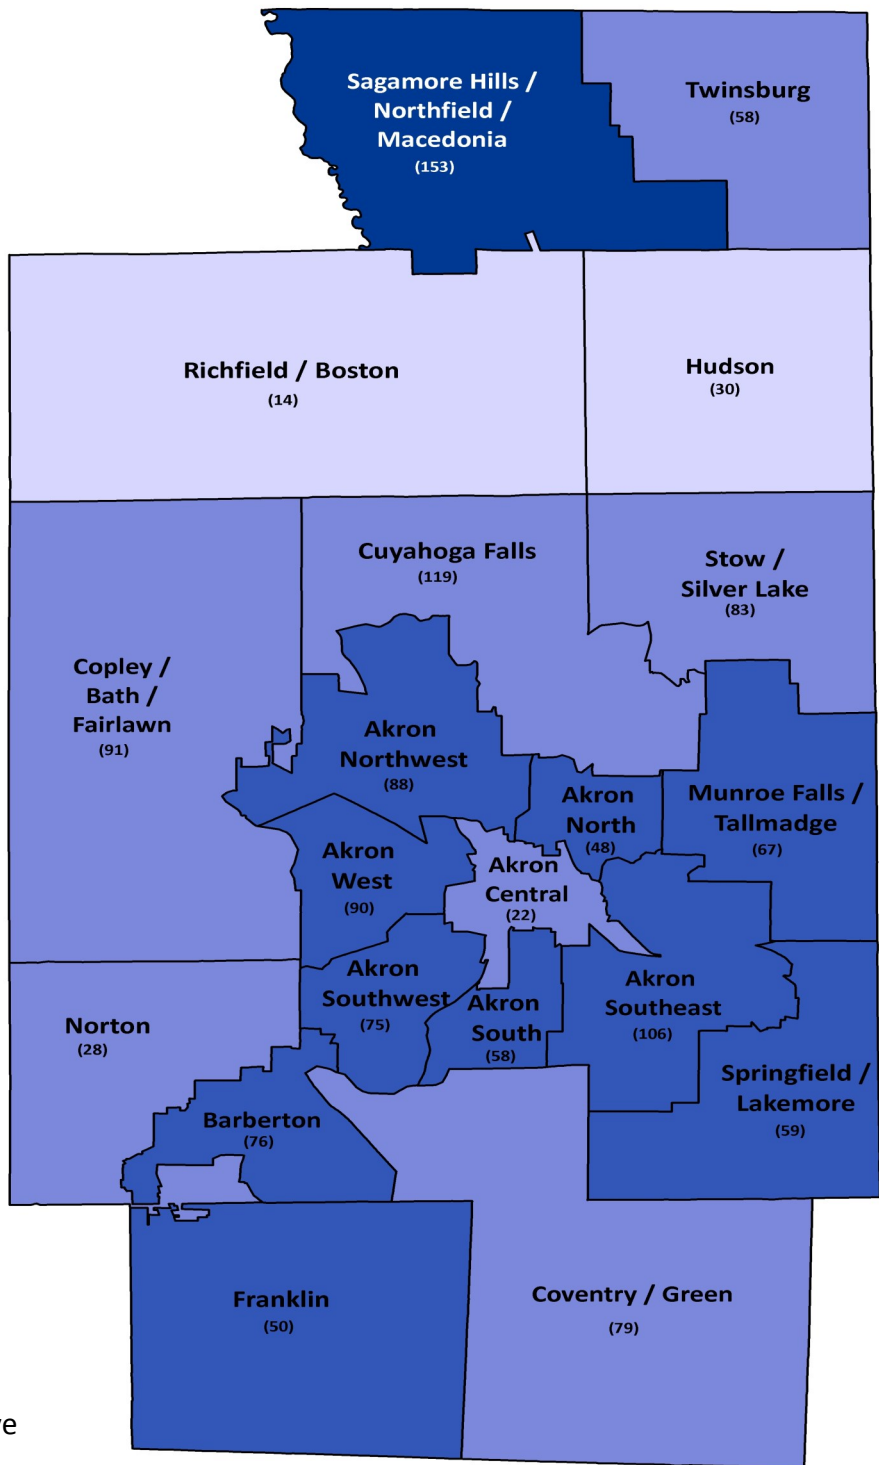 Sagamore Hills /
Northfield /
Macedonia
(153)
Twinsburg
(58)
Richfield / Boston
(14)
Hudson
(30)
Cuyahoga Falls
(119)
Stow /
Silver Lake
(83)
Copley /
Bath /
Fairlawn
(91)
Akron
Northwest
(88)
Akron
North
(48)
Munroe Falls /
Tallmadge
(67)
Akron
West
(90)
Akron
Central
(22)
Akron
Southwest
(75)
Akron
South
(58)
Akron
Southeast
(106)
Norton
(28)
Springfield /
Lakemore
(59)
Barberton
(76)
Franklin
(50)
Coventry / Green
(79)